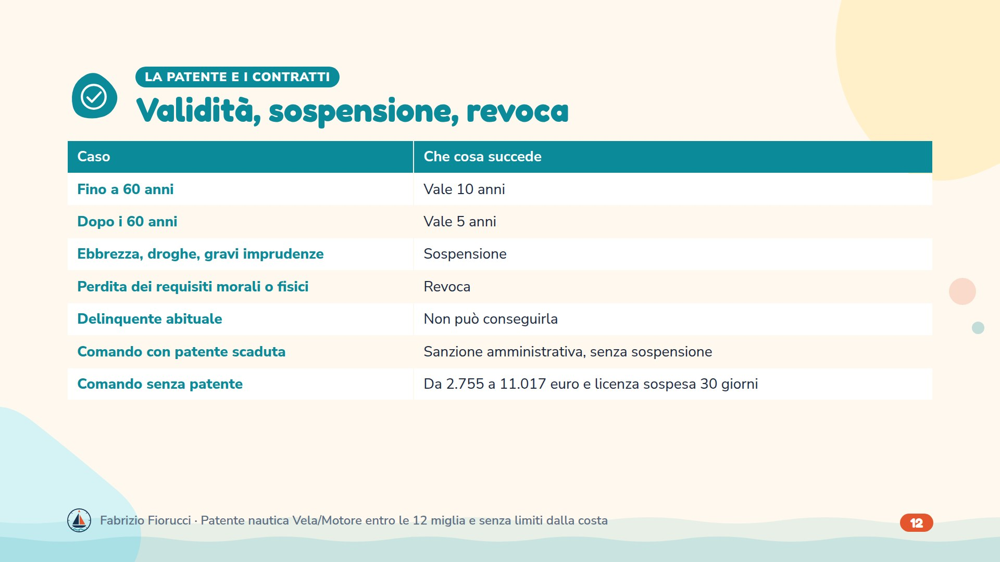 LA PATENTE E I CONTRATTI
Validità, sospensione, revoca
Caso Che cosa succede
Fino a 60 anni Vale 10 anni
Dopo i 60 anni Vale 5 anni
Ebbrezza, droghe, gravi imprudenze Sospensione
Perdita dei requisiti morali o fisici Revoca
Delinquente abituale Non può conseguirla
Comando con patente scaduta Sanzione amministrativa, senza sospensione
Comando senza patente Da 2.755 a 11.017 euro e licenza sospesa 30 giorni
Fabrizio Fiorucci · Patente nautica Vela/Motore entro le 12 miglia e senza limiti dalla costa
12